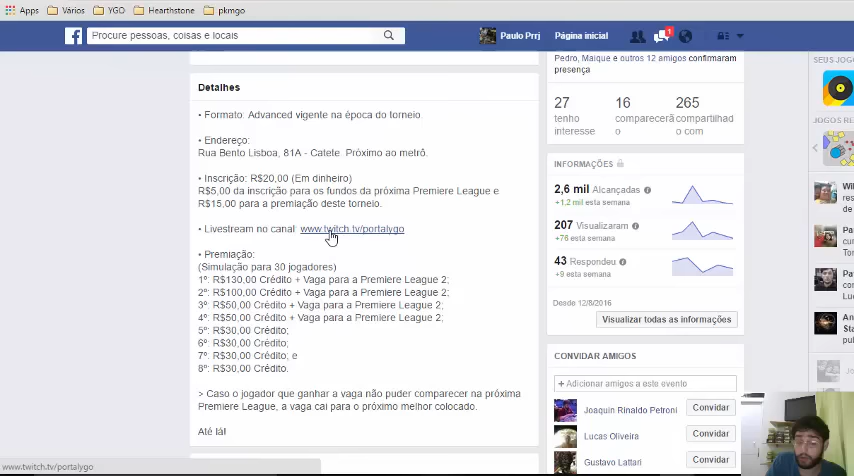 Apps Vários YGO Hearthstone pkmgo
Procure pessoas, coisas e locais
Paulo Prrj Página inicial 1
Pedro, Maique e outros 12 amigos confirmaram
presença
27 16 265
tenho comparecerã compartilhad
interesse o o com
Detalhes
• Formato: Advanced vigente na época do torneio.
• Endereço:
Rua Bento Lisboa, 81A - Catete. Próximo ao metrô.
• Inscrição: R$20,00 (Em dinheiro)
R$5,00 da inscrição para os fundos da próxima Premiere League e
R$15,00 para a premiação deste torneio.
• Livestream no canal: www.twitch.tv/portalygo
• Premiação:
(Simulação para 30 jogadores)
1º: R$130,00 Crédito + Vaga para a Premiere League 2;
2º: R$100,00 Crédito + Vaga para a Premiere League 2;
3º: R$50,00 Crédito + Vaga para a Premiere League 2;
4º: R$50,00 Crédito + Vaga para a Premiere League 2;
5º: R$30,00 Crédito;
6º: R$30,00 Crédito;
7º: R$30,00 Crédito; e
8º: R$30,00 Crédito.
> Caso o jogador que ganhar a vaga não puder comparecer na próxima
Premiere League, a vaga cai para o próximo melhor colocado.
Até lá!
INFORMAÇÕES
2,6 mil Alcançadas
+1.2 mil esta semana
207 Visualizaram
+76 esta semana
43 Respondeu
+9 esta semana
Desde 12/8/2016
Visualizar todas as informações
CONVIDAR AMIGOS
+ Adicionar amigos a este evento
Joaquin Rinaldo Petroni Convidar
Lucas Oliveira Convidar
Gustavo Lattari Convidar
SEUS JOGO
JOGOS RE
www.twitch.tv/portalygo